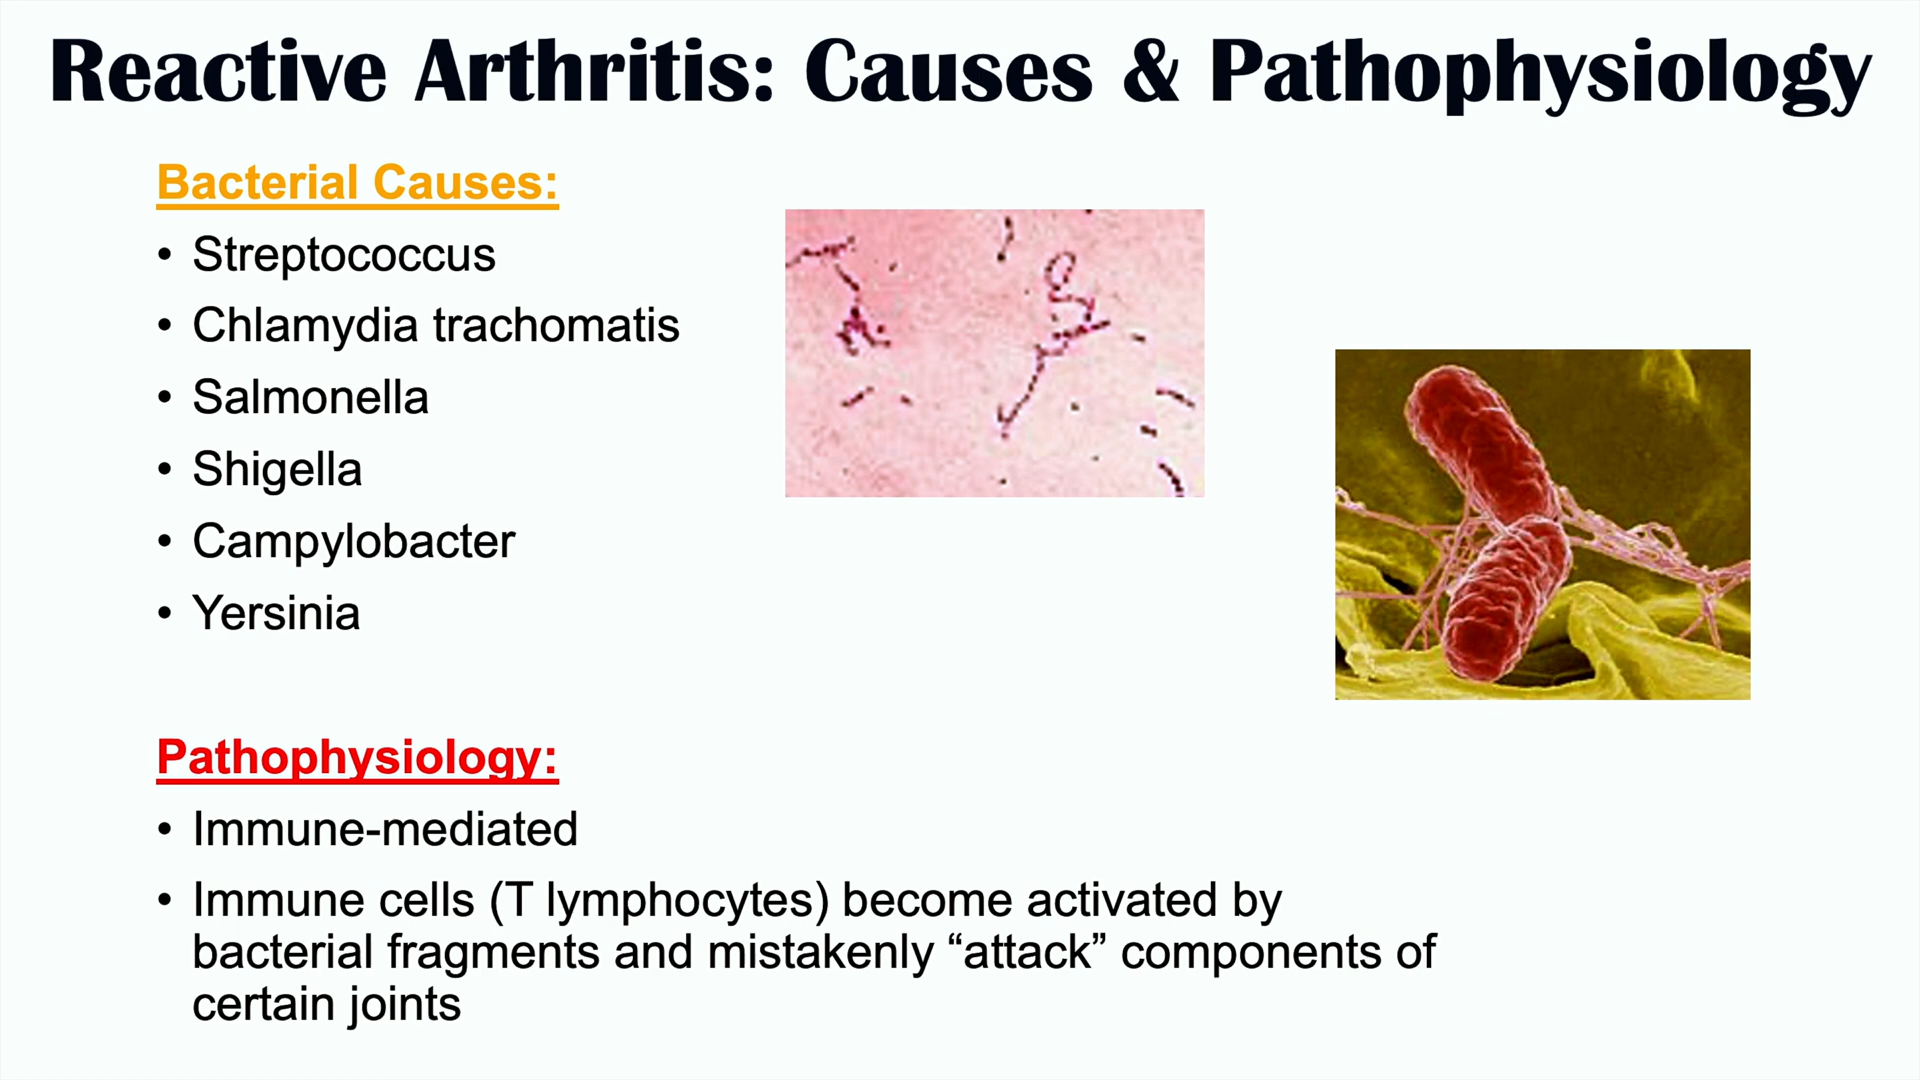 Reactive Arthritis: Causes & Pathophysiology
Bacterial Causes:
• Streptococcus
• Chlamydia trachomatis
• Salmonella
• Shigella
• Campylobacter
• Yersinia
Pathophysiology:
• Immune-mediated
• Immune cells (T lymphocytes) become activated by
bacterial fragments and mistakenly “attack” components of
certain joints